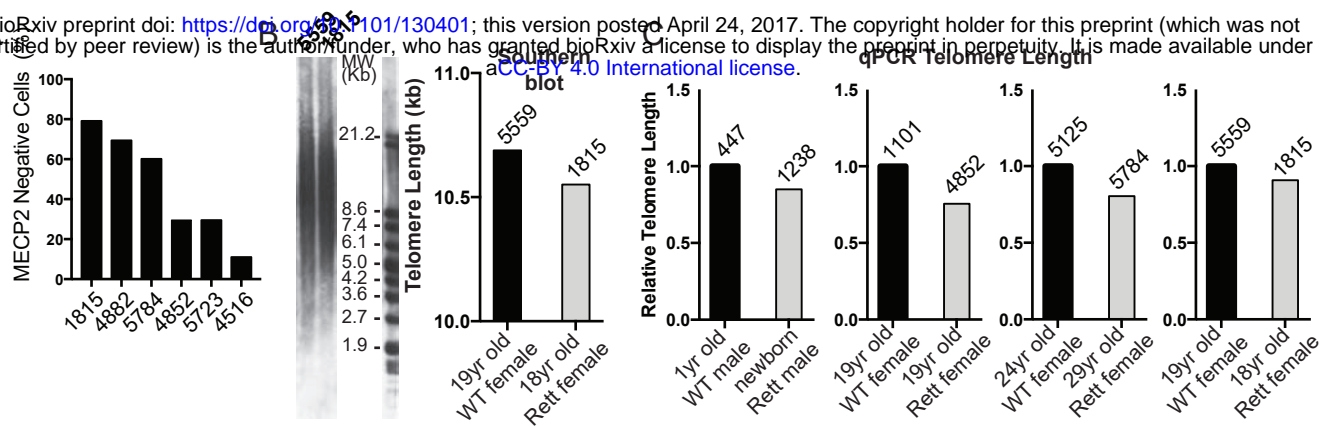 bioRxiv preprint doi: https://doi.org/10.1101/130401; this version posted April 24, 2017. The copyright holder for this preprint (which was not
certified by peer review) is the author/funder, who has granted bioRxiv a license to display the preprint in perpetuity. It is made available under
aCC-BY 4.0 International license.
MECP2 Negative Cells
100
80
60
40
20
0
1815
4882
5784
4852
5723
4516
B
5559
1815
MW
(Kb)
21.2-
8.6 -
7.4 -
6.1 -
5.0 -
4.2 -
3.6 -
2.7 -
1.9 -
Southern
blot
Telomere Length (kb)
11.0
10.5
10.0
5559
1815
19yr old
WT female
18yr old
Rett female
C
qPCR Telomere Length
Relative Telomere Length
1.5
1.0
0.5
0.0
447
1238
1yr old
WT male
newborn
Rett male
1.5
1.0
0.5
0.0
1101
4852
19yr old
WT female
19yr old
Rett female
1.5
1.0
0.5
0.0
5125
5784
24yr old
WT female
29yr old
Rett female
1.5
1.0
0.5
0.0
5559
1815
19yr old
WT female
18yr old
Rett female